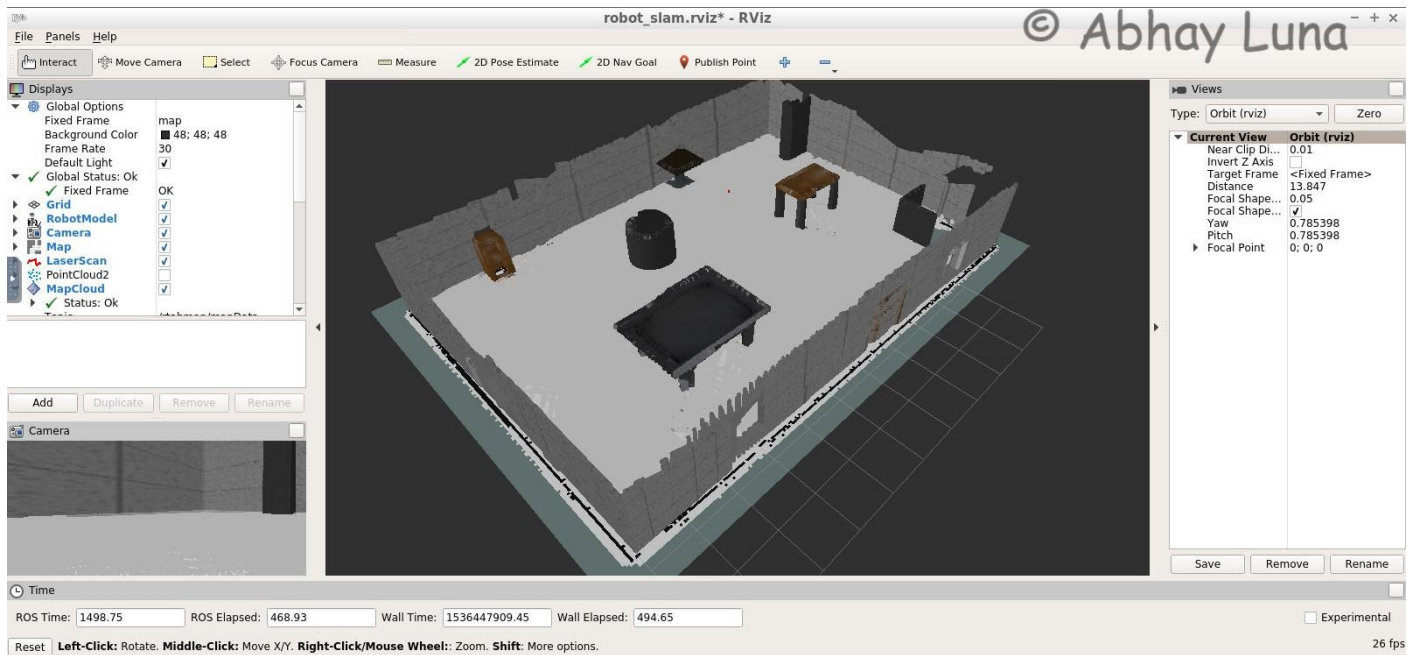 robot_slam.rviz* - RViz
© Abhay Luna
File Panels Help
Interact Move Camera Select Focus Camera Measure 2D Pose Estimate 2D Nav Goal Publish Point
Displays
Global Options
Fixed Frame map
Background Color 48; 48; 48
Frame Rate 30
Default Light
Global Status: Ok
Fixed Frame OK
Grid
RobotModel
Camera
Map
LaserScan
PointCloud2
MapCloud
Status: Ok
Add Duplicate Remove Rename
Camera
Views
Type: Orbit (rviz) Zero
Current View Orbit (rviz)
Near Clip Di... 0.01
Invert Z Axis
Target Frame <Fixed Frame>
Distance 13.847
Focal Shape... 0.05
Focal Shape...
Yaw 0.785398
Pitch 0.785398
Focal Point 0; 0; 0
Save Remove Rename
Time
ROS Time: 1498.75 ROS Elapsed: 468.93 Wall Time: 1536447909.45 Wall Elapsed: 494.65 Experimental
Reset Left-Click: Rotate. Middle-Click: Move X/Y. Right-Click/Mouse Wheel:: Zoom. Shift: More options. 26 fps